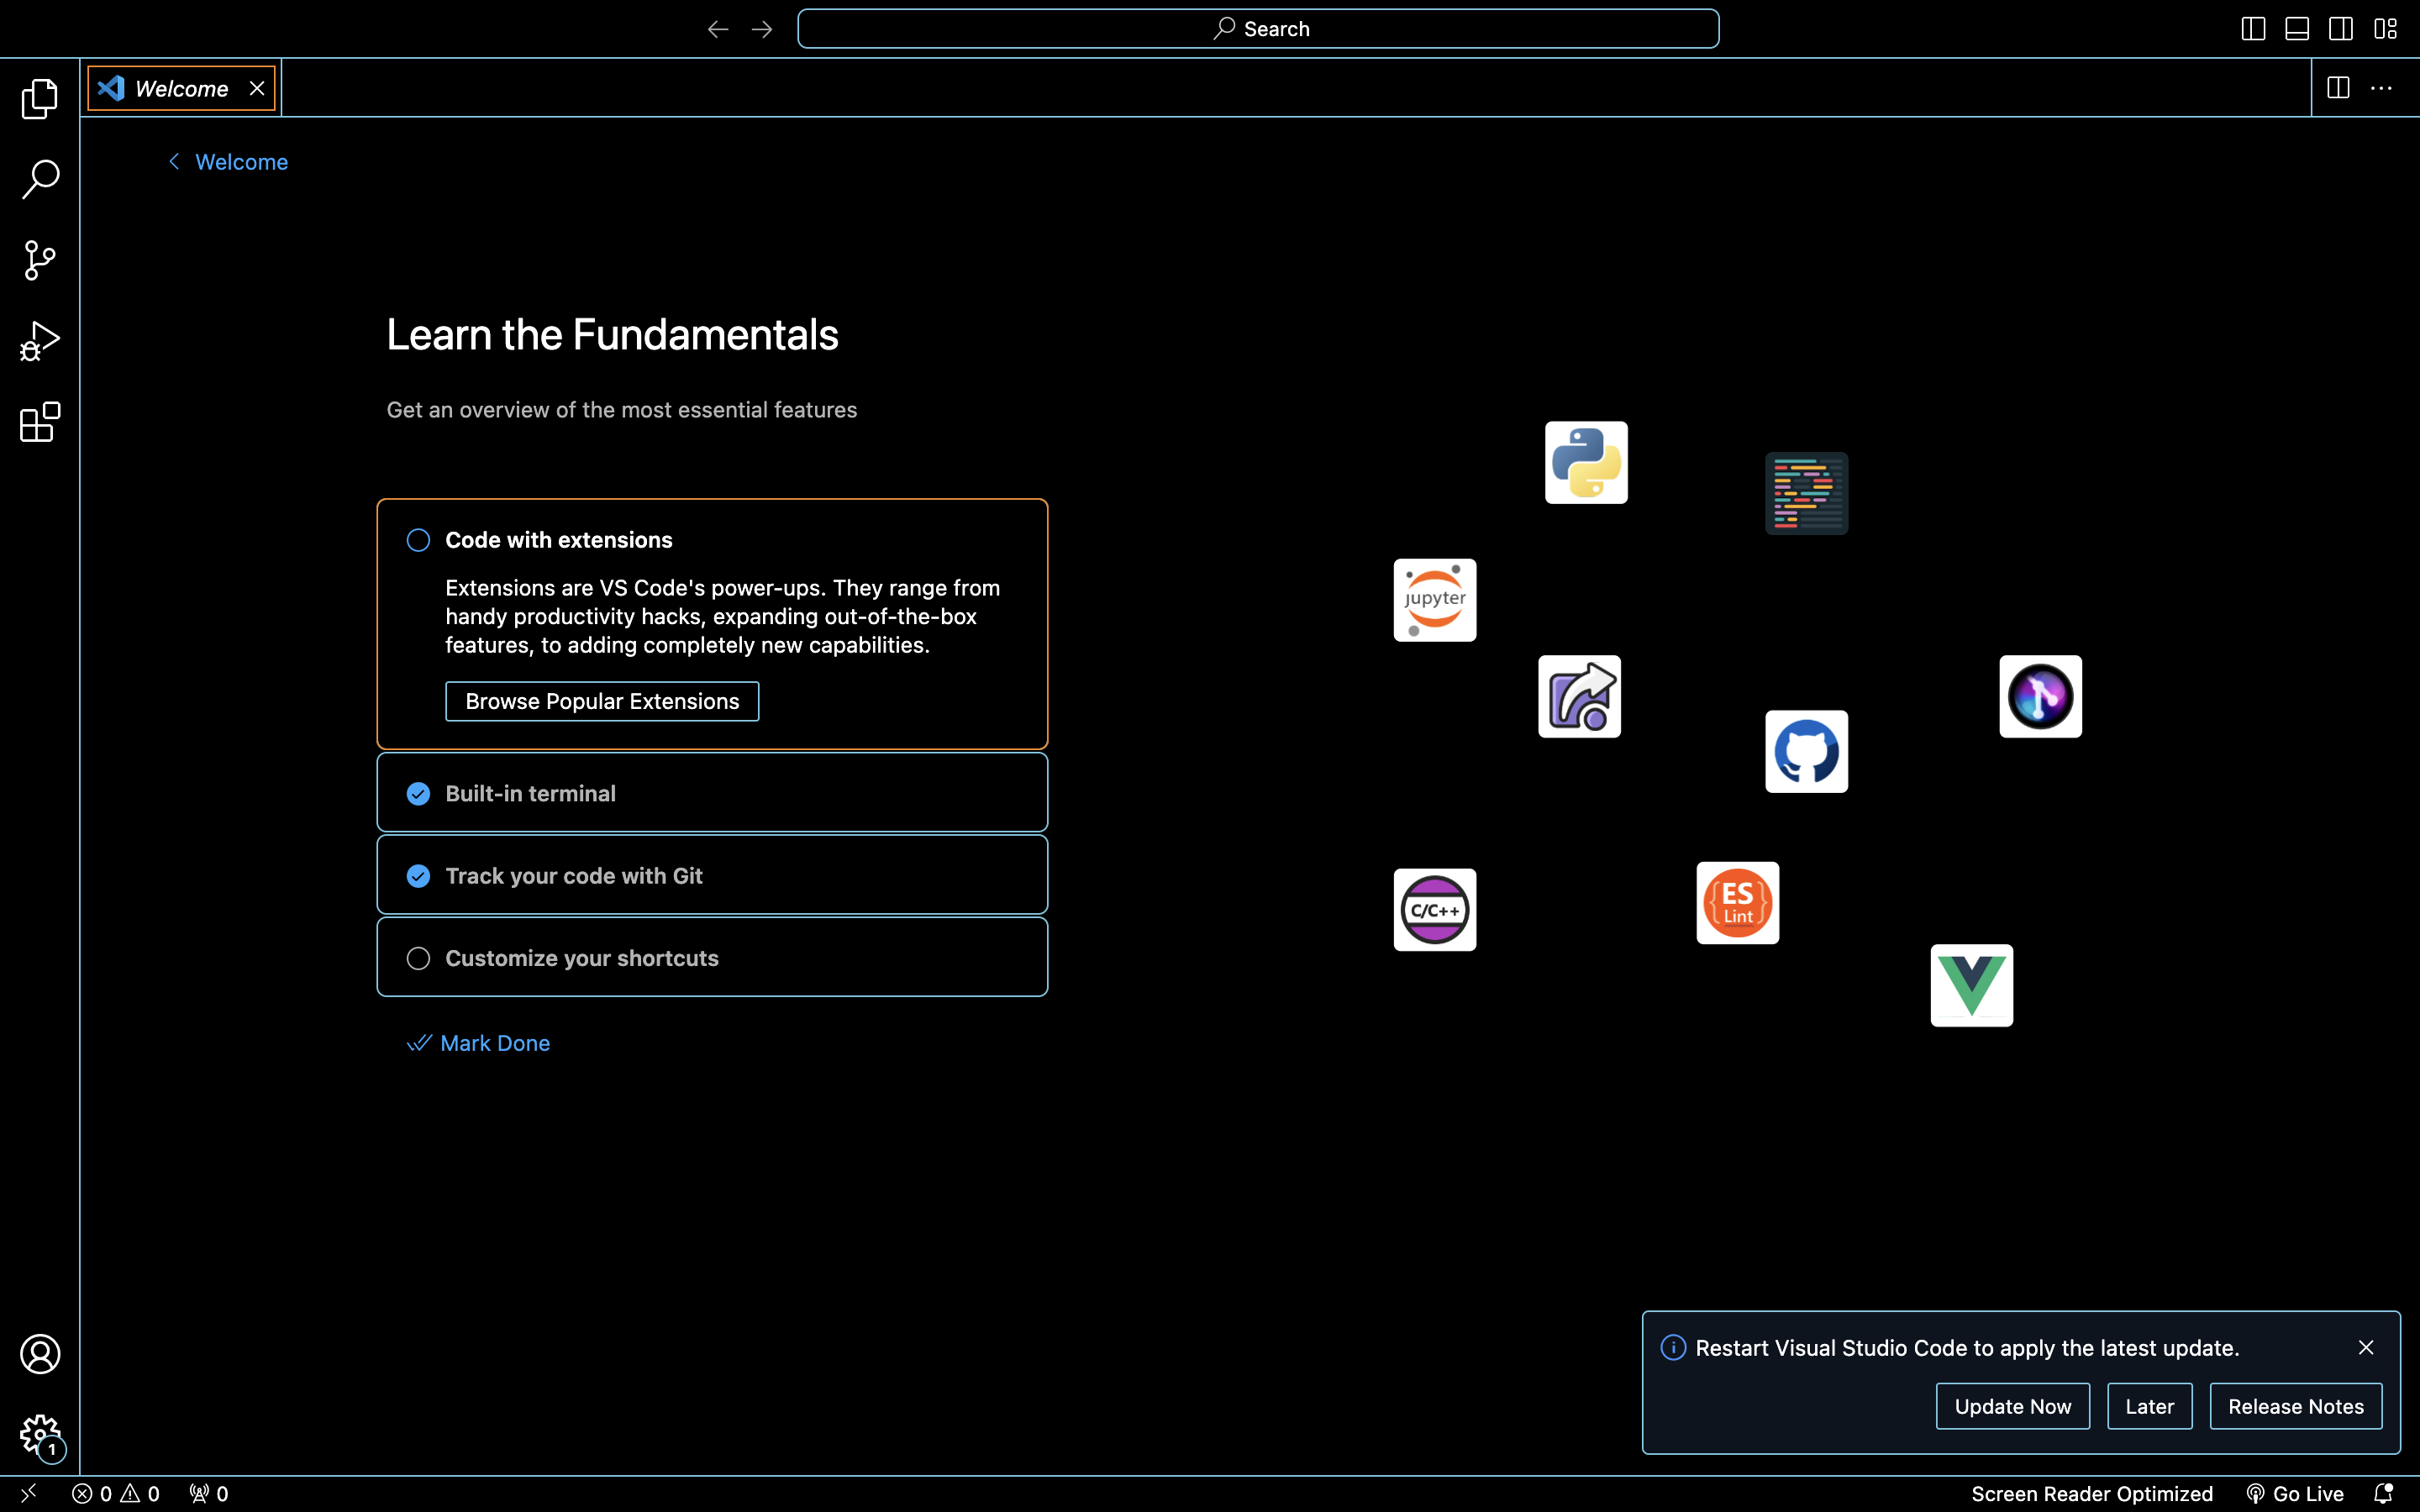 Search
Welcome
Welcome
Learn the Fundamentals
Get an overview of the most essential features
Code with extensions
Extensions are VS Code's power-ups. They range from
handy productivity hacks, expanding out-of-the-box
features, to adding completely new capabilities.
Browse Popular Extensions
Built-in terminal
Track your code with Git
Customize your shortcuts
Mark Done
jupyter
C/C++
ES
Lint
Restart Visual Studio Code to apply the latest update.
Update Now
Later
Release Notes
1
0 0 0
Screen Reader Optimized
Go Live